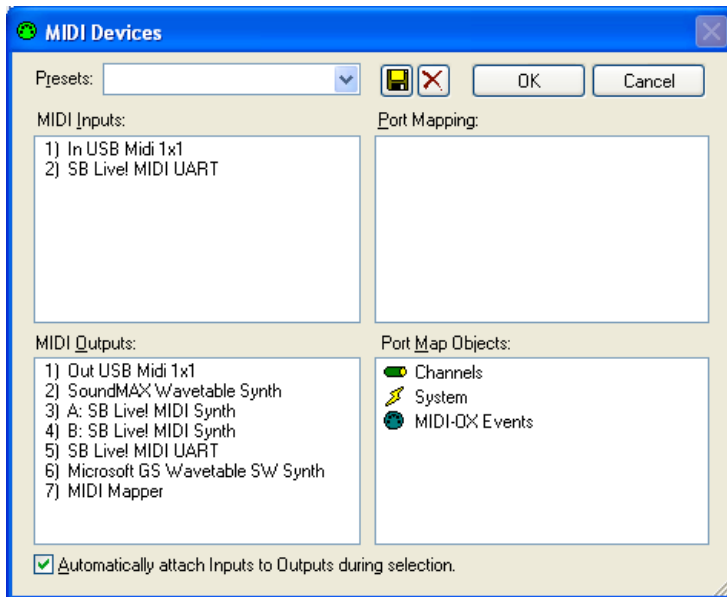 MIDI Devices
Presets:
OK
Cancel
MIDI Inputs:
1) In USB Midi 1x1
2) SB Live! MIDI UART
Port Mapping:
MIDI Outputs:
1) Out USB Midi 1x1
2) SoundMAX Wavetable Synth
3) A: SB Live! MIDI Synth
4) B: SB Live! MIDI Synth
5) SB Live! MIDI UART
6) Microsoft GS Wavetable SW Synth
7) MIDI Mapper
Port Map Objects:
Channels
System
MIDI-OX Events
Automatically attach Inputs to Outputs during selection.